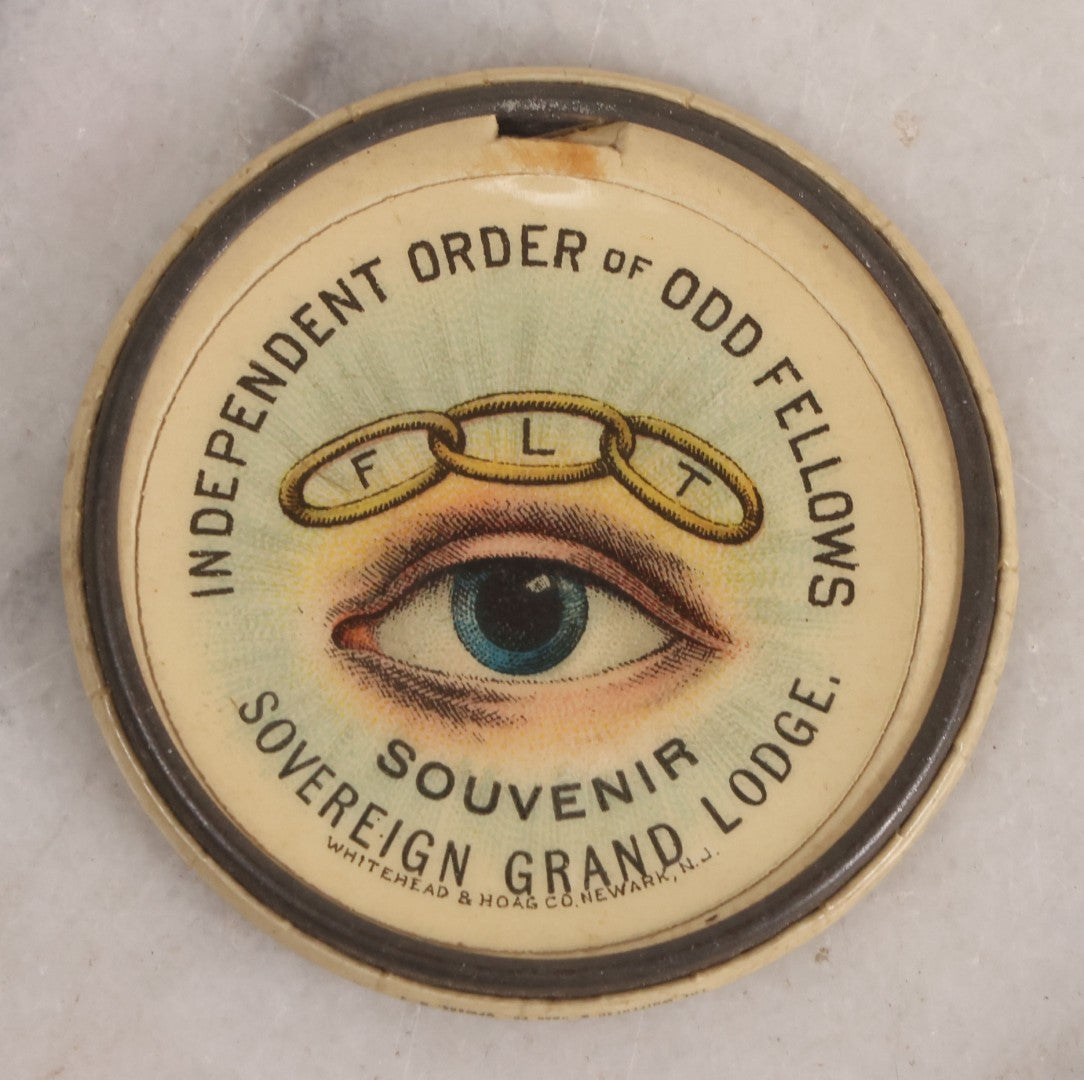 INDEPENDENT ORDER OF ODD FELLOWS
F L T
SOUVENIR
SOVEREIGN GRAND LODGE.
WHITEHEAD & HOAG CO. NEWARK, N.J.